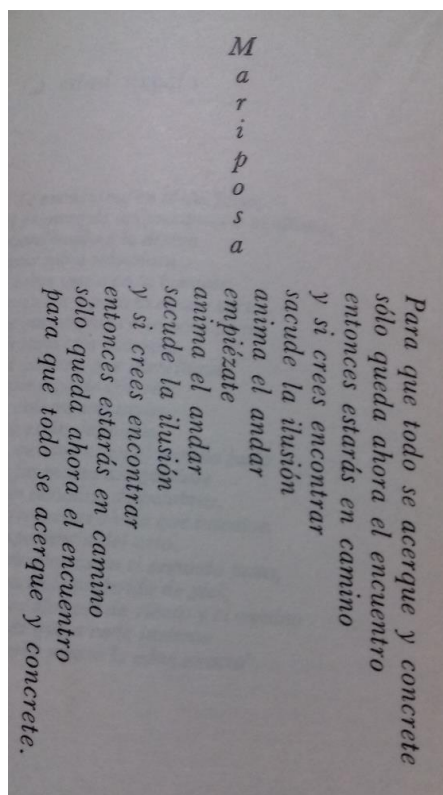 Mariposa
Para que todo se acerque y concrete
sólo queda ahora el encuentro
entonces estarás en camino
y si crees encontrar
sacude la ilusión
anima el andar
empiézate
anima el andar
sacude la ilusión
y si crees encontrar
entonces estarás en camino
sólo queda ahora el encuentro
para que todo se acerque y concrete.